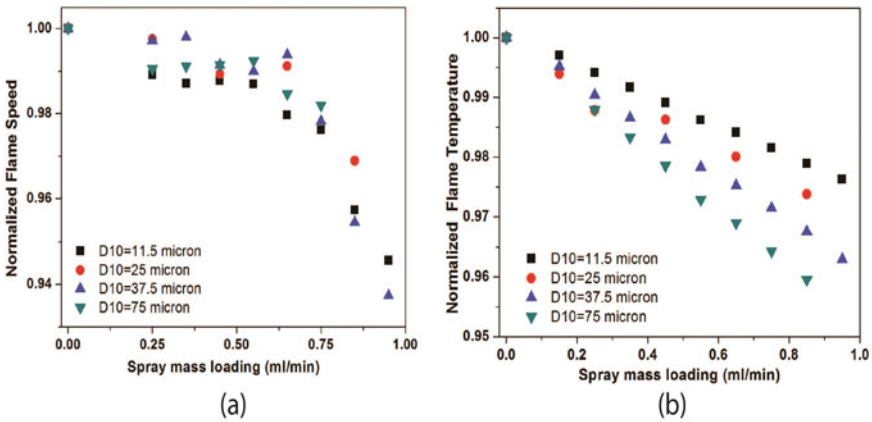 1.00
0.98
0.96
0.94
Normalized Flame Speed
D10=11.5 micron
D10=25 micron
D10=37.5 micron
D10=75 micron
0.00 0.25 0.50 0.75 1.00
Spray mass loading (ml/min)
(a)
1.00
0.99
0.98
0.97
0.96
0.95
Normalized Flame Temperature
D10=11.5 micron
D10=25 micron
D10=37.5 micron
D10=75 micron
0.0 0.2 0.4 0.6 0.8 1.0
Spray mass loading (ml/min)
(b)